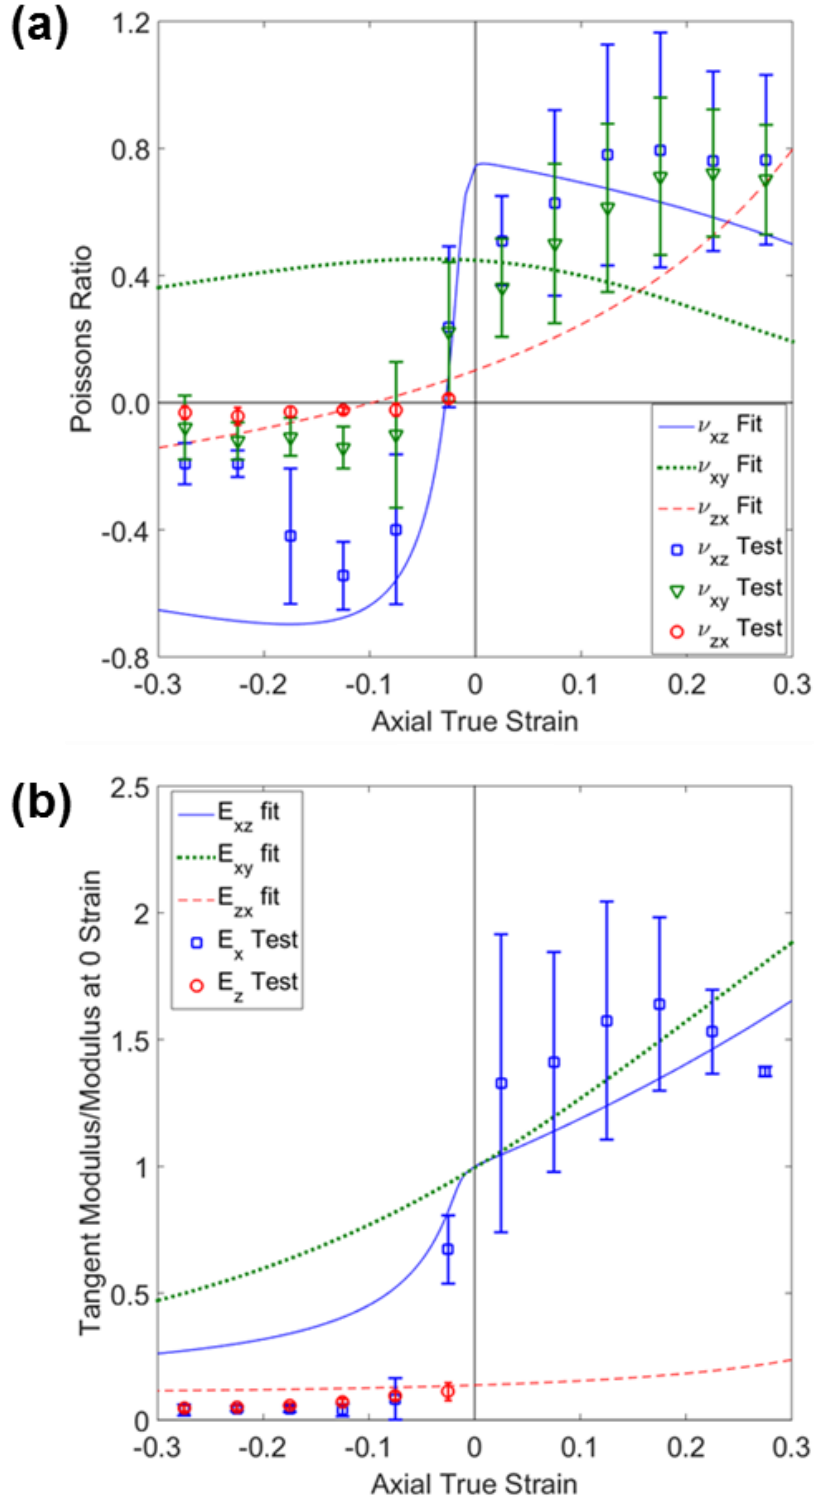 (a)
1.2
0.8
0.4
0.0
-0.4
-0.8
Poissons Ratio
ν_xz Fit
ν_xy Fit
ν_zx Fit
ν_xz Test
ν_xy Test
ν_zx Test
-0.3 -0.2 -0.1 0 0.1 0.2 0.3
Axial True Strain
(b)
2.5
2
1.5
1
0.5
0
Tangent Modulus/Modulus at 0 Strain
E_xz fit
E_xy fit
E_zx fit
E_x Test
E_z Test
-0.3 -0.2 -0.1 0 0.1 0.2 0.3
Axial True Strain